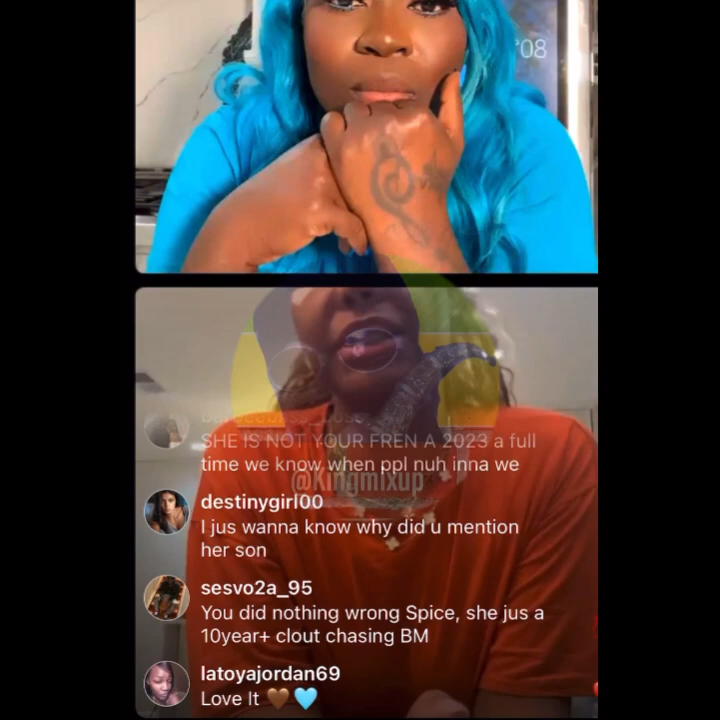 '08
SHE IS NOT YOUR FREN A 2023 a full
time we know when ppl nuh inna we
@Kingmixup
destinygirl00
I jus wanna know why did u mention
her son
sesvo2a_95
You did nothing wrong Spice, she jus a
10year+ clout chasing BM
latoyajordan69
Love It 🤎🩵